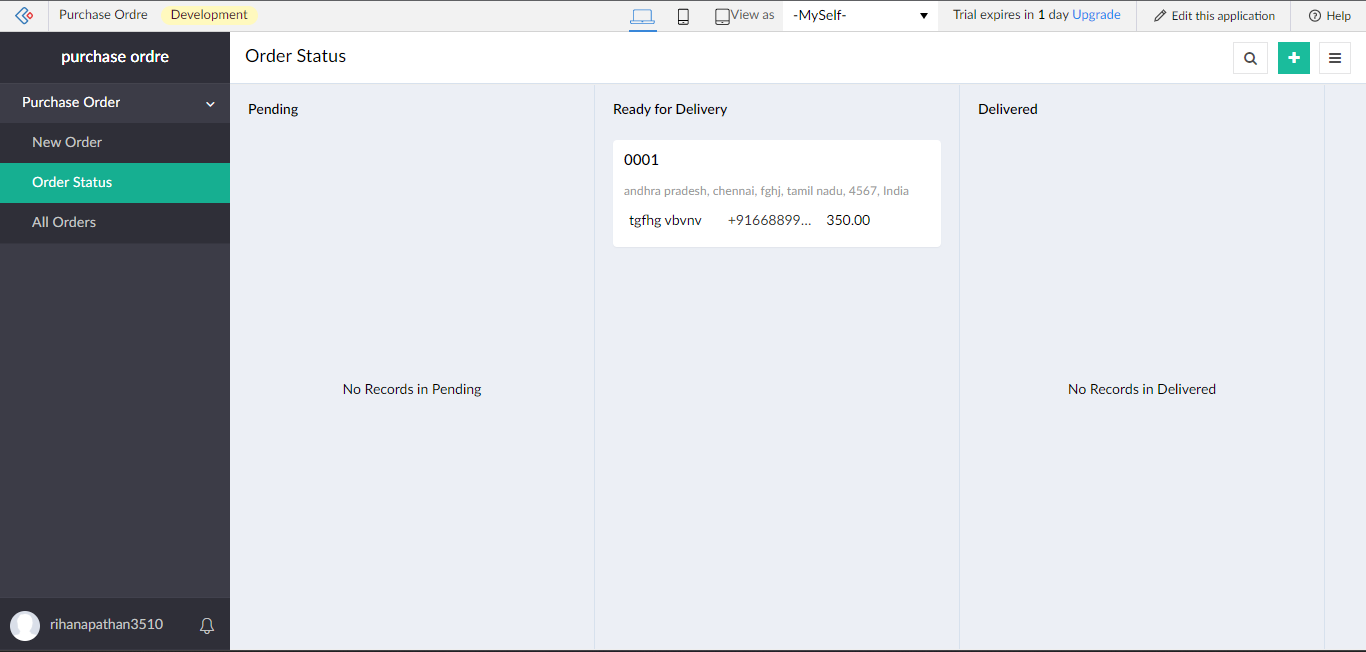 Purchase Ordre Development View as -MySelf- Trial expires in 1 day Upgrade Edit this application Help
purchase ordre
Order Status
Purchase Order
New Order
Order Status
All Orders
Pending
Ready for Delivery
Delivered
0001
andhra pradesh, chennai, fghj, tamil nadu, 4567, India
tgfhg vbvnv +91668899... 350.00
No Records in Pending
No Records in Delivered
rihanapathan3510